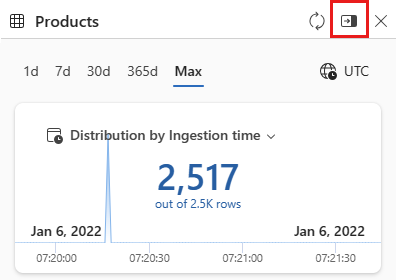 Products
1d 7d 30d 365d Max UTC
Distribution by Ingestion time
2,517
out of 2.5K rows
Jan 6, 2022 Jan 6, 2022
07:20:00 07:20:30 07:21:00 07:21:30